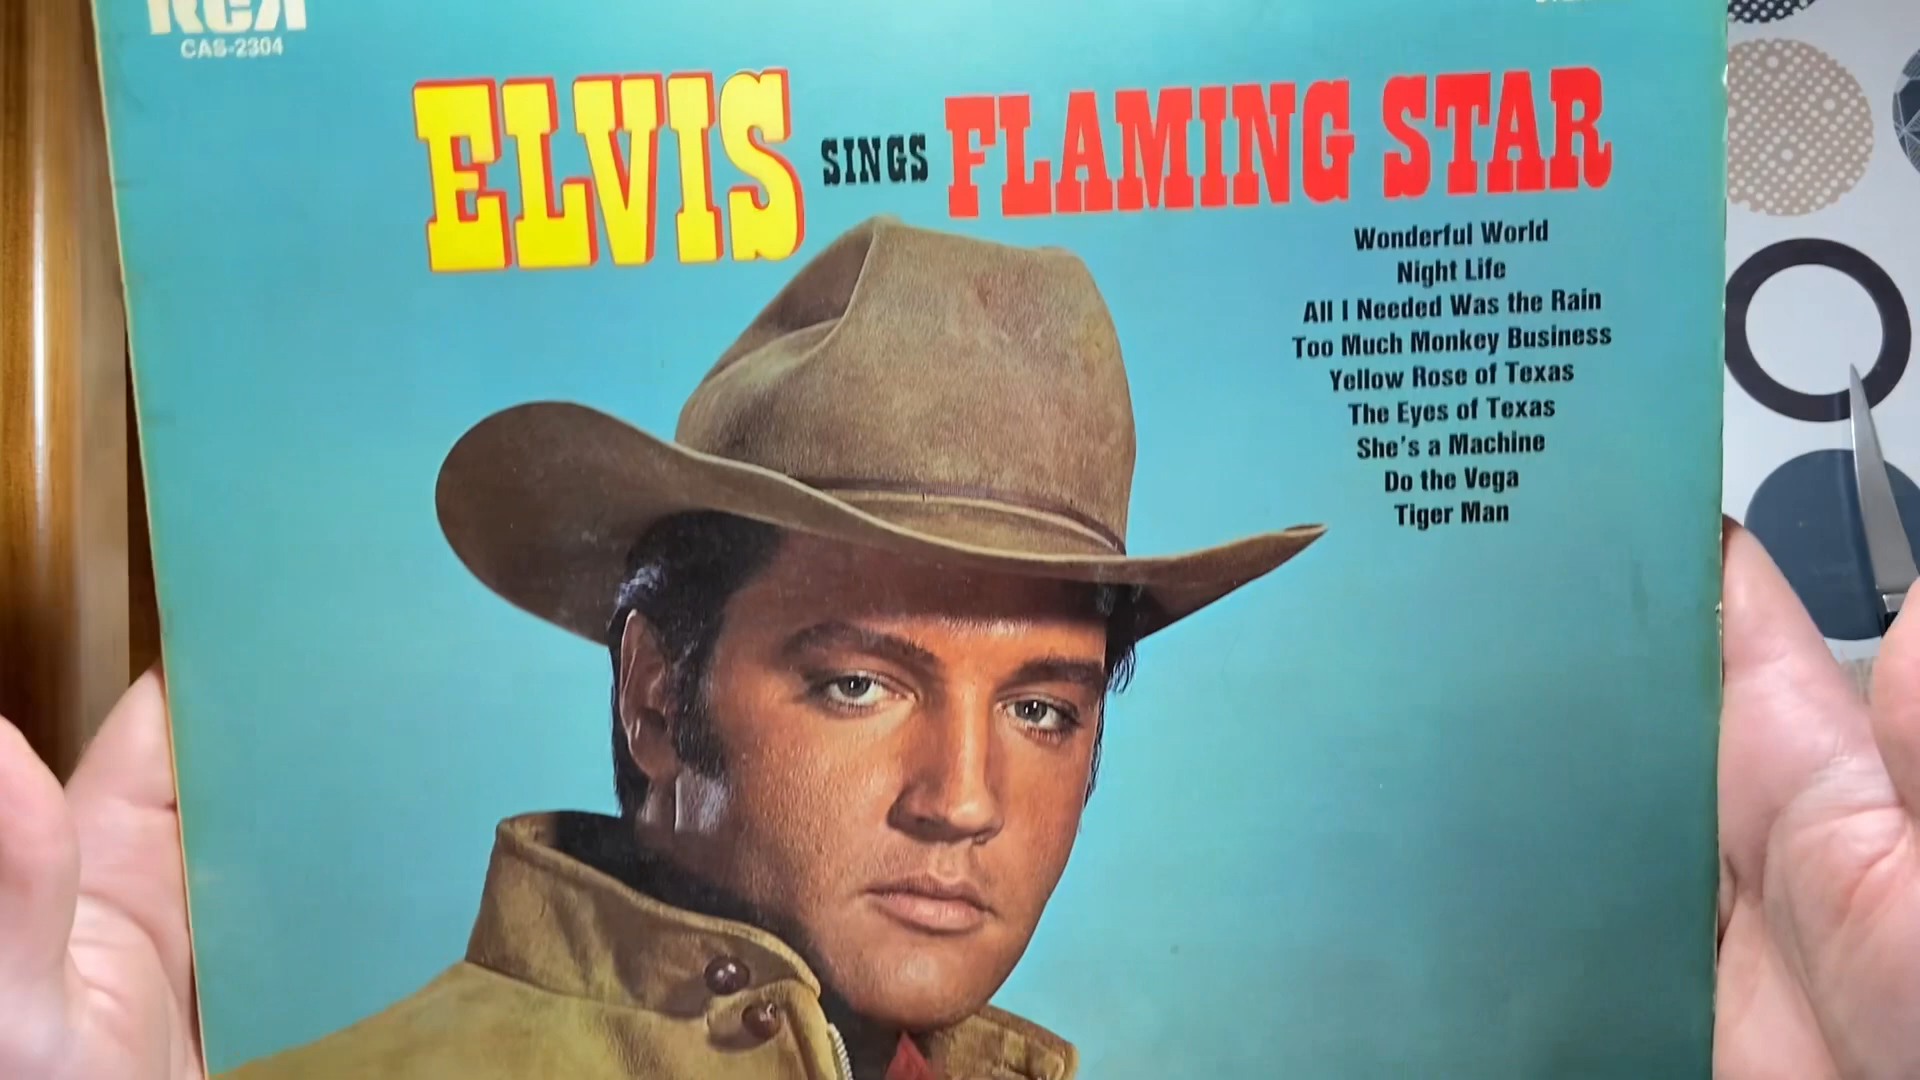 RCA
CAS-2304
ELVIS SINGS FLAMING STAR
Wonderful World
Night Life
All I Needed Was the Rain
Too Much Monkey Business
Yellow Rose of Texas
The Eyes of Texas
She's a Machine
Do the Vega
Tiger Man